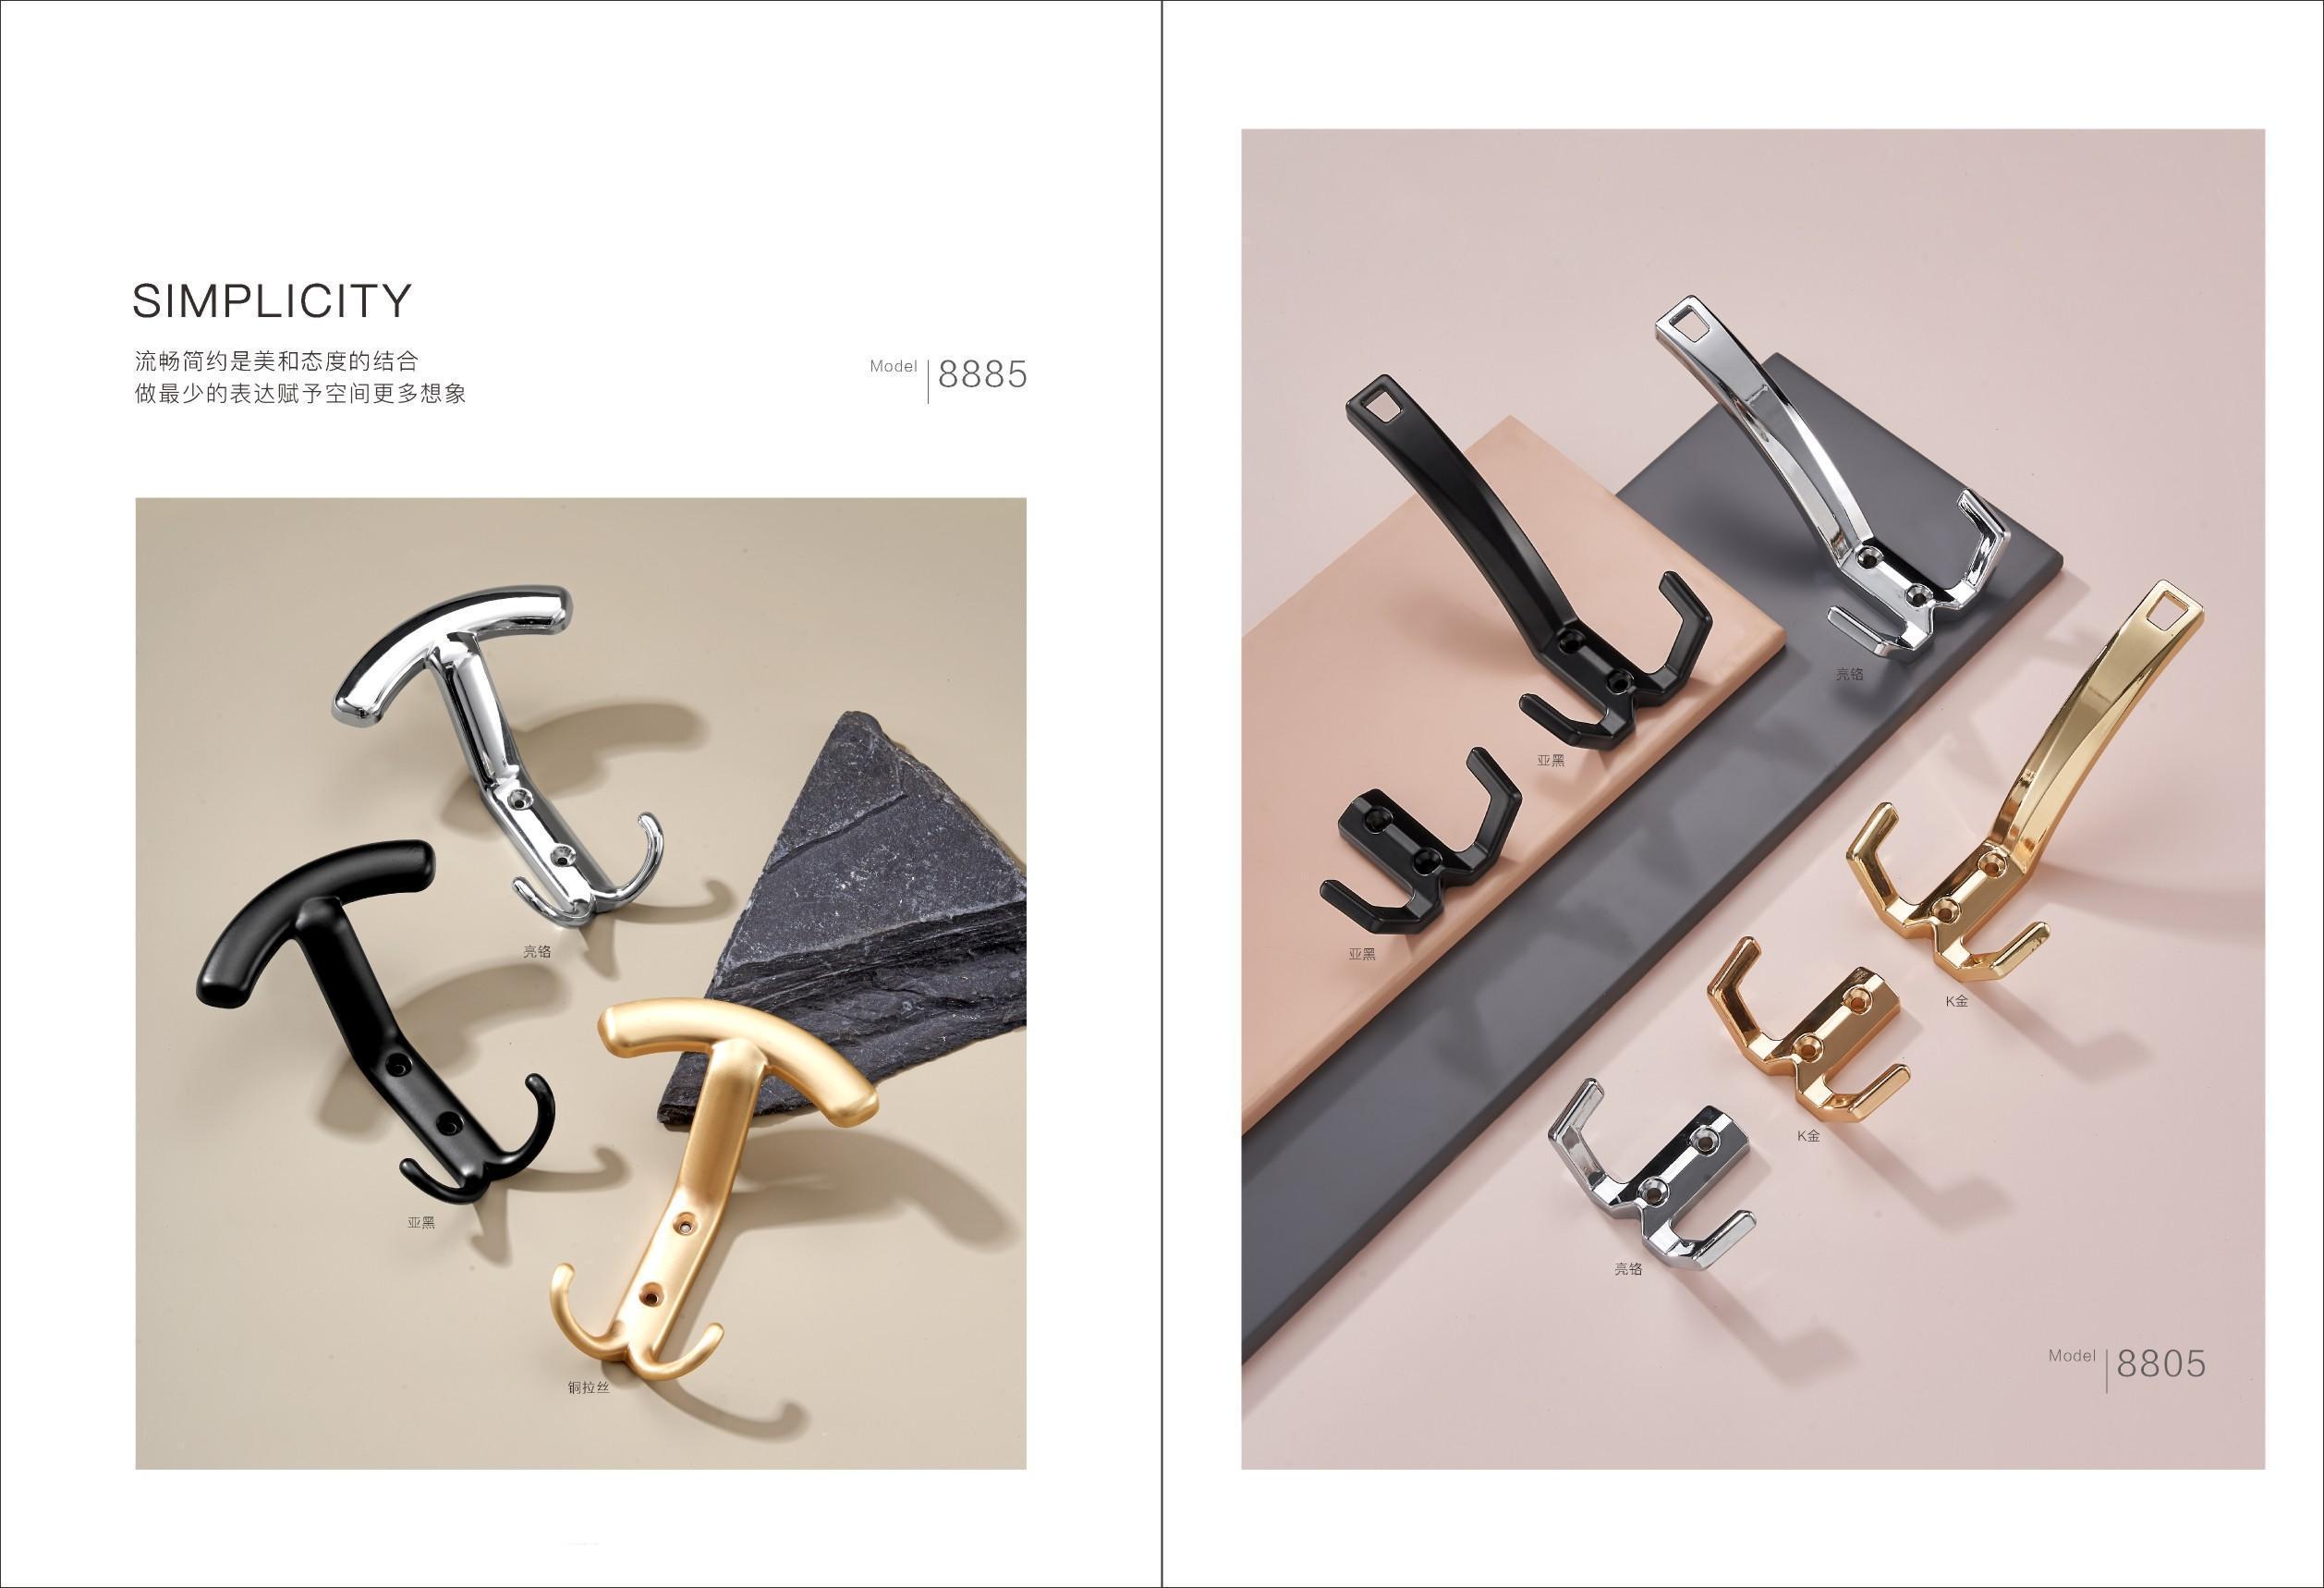 SIMPLICITY
流畅简约是美和态度的结合
做最少的表达赋予空间更多想象
Model 8885
亮铬
亚黑
铜拉丝
亮铬
亚黑
亚黑
K金
K金
亮铬
Model 8805